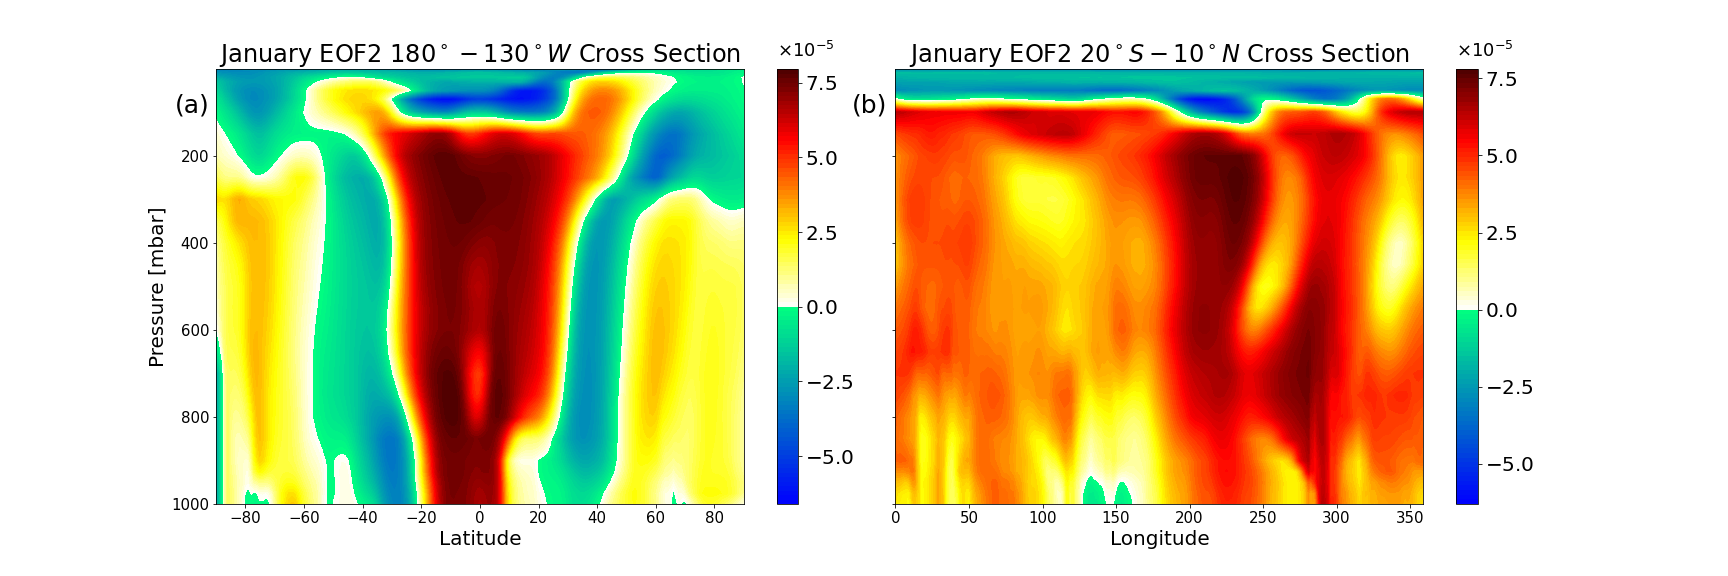 January EOF2 180° − 130°W Cross Section
×10⁻⁵
(a)
7.5
5.0
2.5
0.0
−2.5
−5.0
Pressure [mbar]
200
400
600
800
1000
−80 −60 −40 −20 0 20 40 60 80
Latitude
January EOF2 20°S − 10°N Cross Section
×10⁻⁵
(b)
7.5
5.0
2.5
0.0
−2.5
−5.0
0 50 100 150 200 250 300 350
Longitude